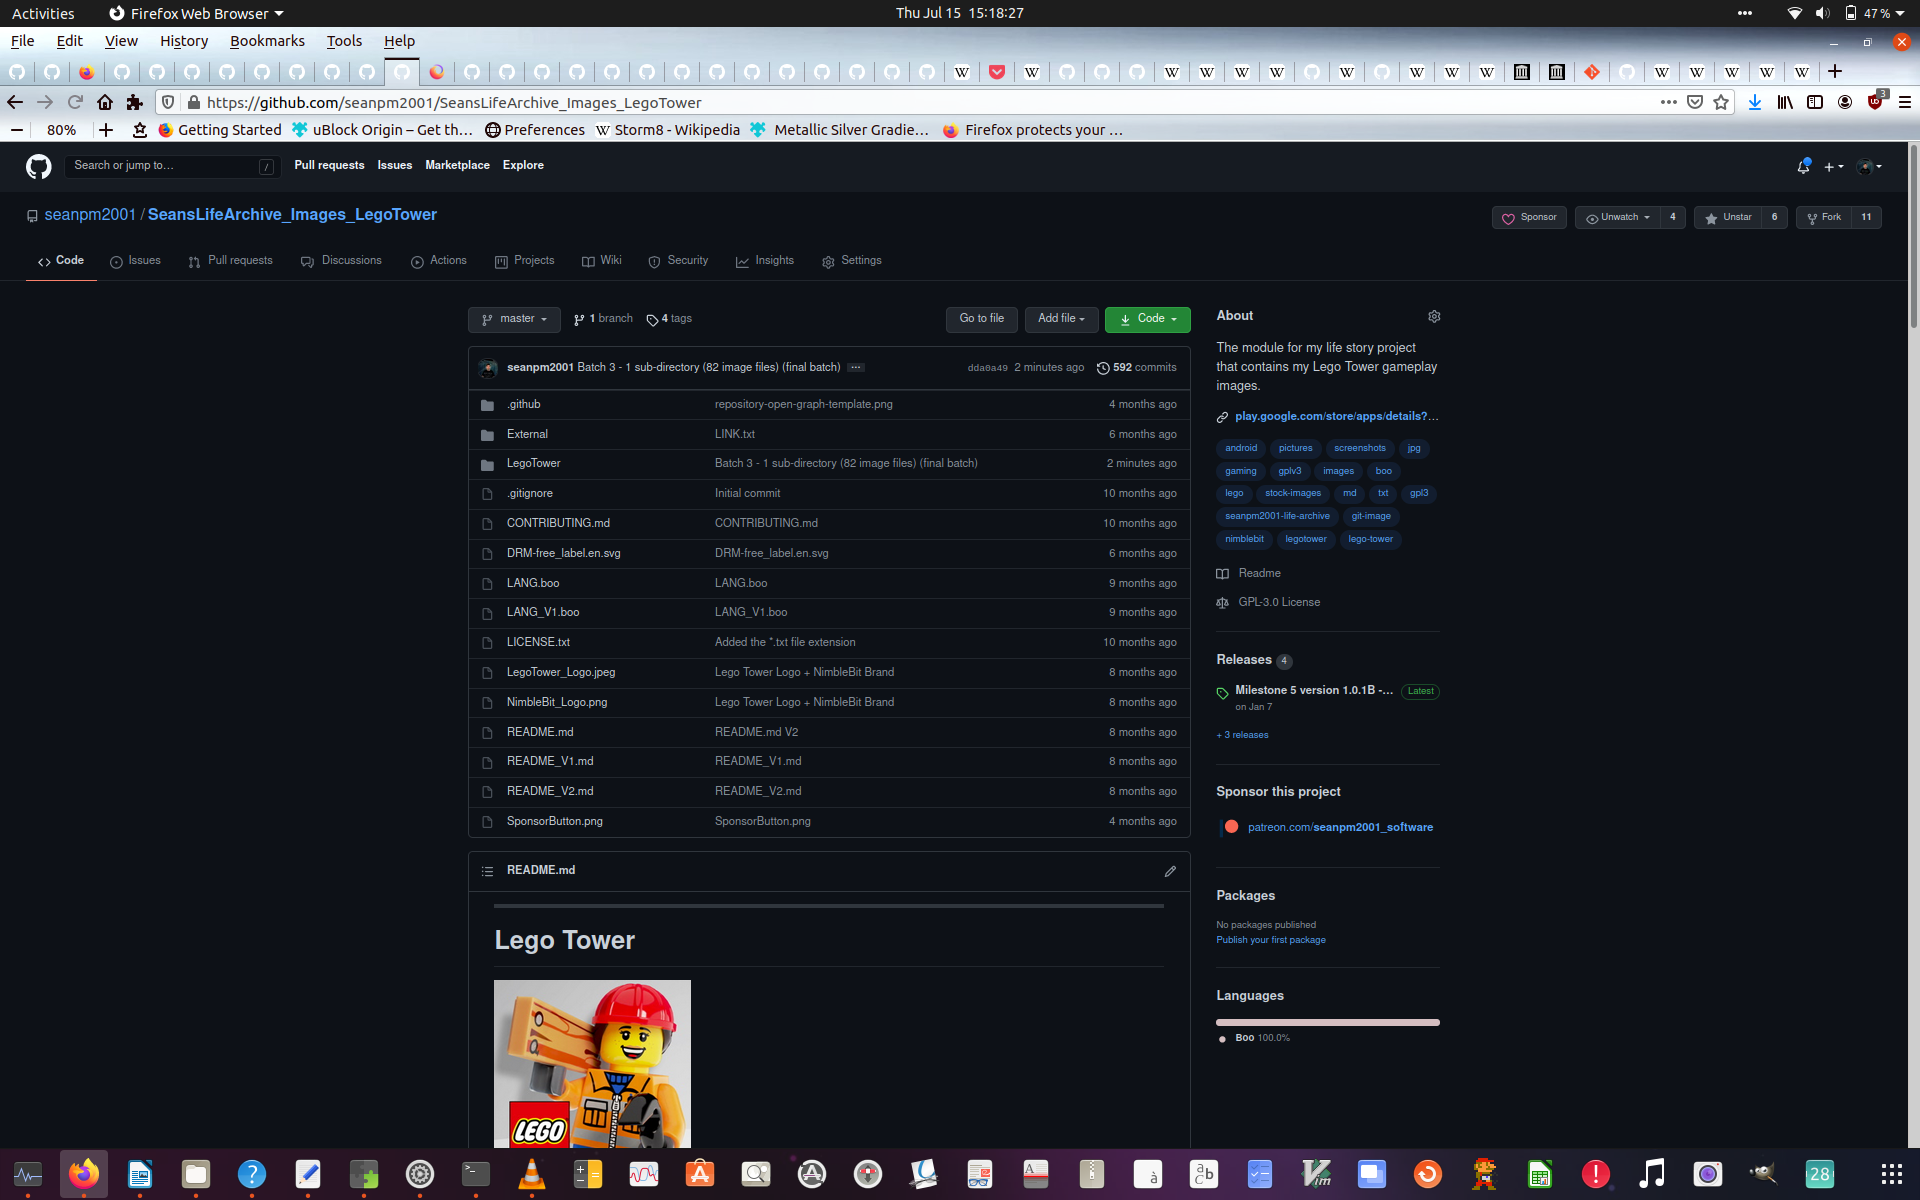 Activities Firefox Web Browser Thu Jul 15 15:18:27 47 %
File Edit View History Bookmarks Tools Help
https://github.com/seanpm2001/SeansLifeArchive_Images_LegoTower 3
80% Getting Started uBlock Origin – Get th… Preferences Storm8 - Wikipedia Metallic Silver Gradie… Firefox protects your …
Search or jump to… / Pull requests Issues Marketplace Explore
seanpm2001 / SeansLifeArchive_Images_LegoTower Sponsor Unwatch 4 Unstar 6 Fork 11
Code Issues Pull requests Discussions Actions Projects Wiki Security Insights Settings
master 1 branch 4 tags Go to file Add file Code
seanpm2001 Batch 3 - 1 sub-directory (82 image files) (final batch) ... dda0a49 2 minutes ago 592 commits
.github repository-open-graph-template.png 4 months ago
External LINK.txt 6 months ago
LegoTower Batch 3 - 1 sub-directory (82 image files) (final batch) 2 minutes ago
.gitignore Initial commit 10 months ago
CONTRIBUTING.md CONTRIBUTING.md 10 months ago
DRM-free_label.en.svg DRM-free_label.en.svg 6 months ago
LANG.boo LANG.boo 9 months ago
LANG_V1.boo LANG_V1.boo 9 months ago
LICENSE.txt Added the *.txt file extension 10 months ago
LegoTower_Logo.jpeg Lego Tower Logo + NimbleBit Brand 8 months ago
NimbleBit_Logo.png Lego Tower Logo + NimbleBit Brand 8 months ago
README.md README.md V2 8 months ago
README_V1.md README_V1.md 8 months ago
README_V2.md README_V2.md 8 months ago
SponsorButton.png SponsorButton.png 4 months ago
README.md
Lego Tower
LEGO
About
The module for my life story project
that contains my Lego Tower gameplay
images.
play.google.com/store/apps/details?…
android pictures screenshots jpg
gaming gplv3 images boo
lego stock-images md txt gpl3
seanpm2001-life-archive git-image
nimblebit legotower lego-tower
Readme
GPL-3.0 License
Releases 4
Milestone 5 version 1.0.1B -… Latest
on Jan 7
+ 3 releases
Sponsor this project
patreon.com/seanpm2001_software
Packages
No packages published
Publish your first package
Languages
Boo 100.0%
28